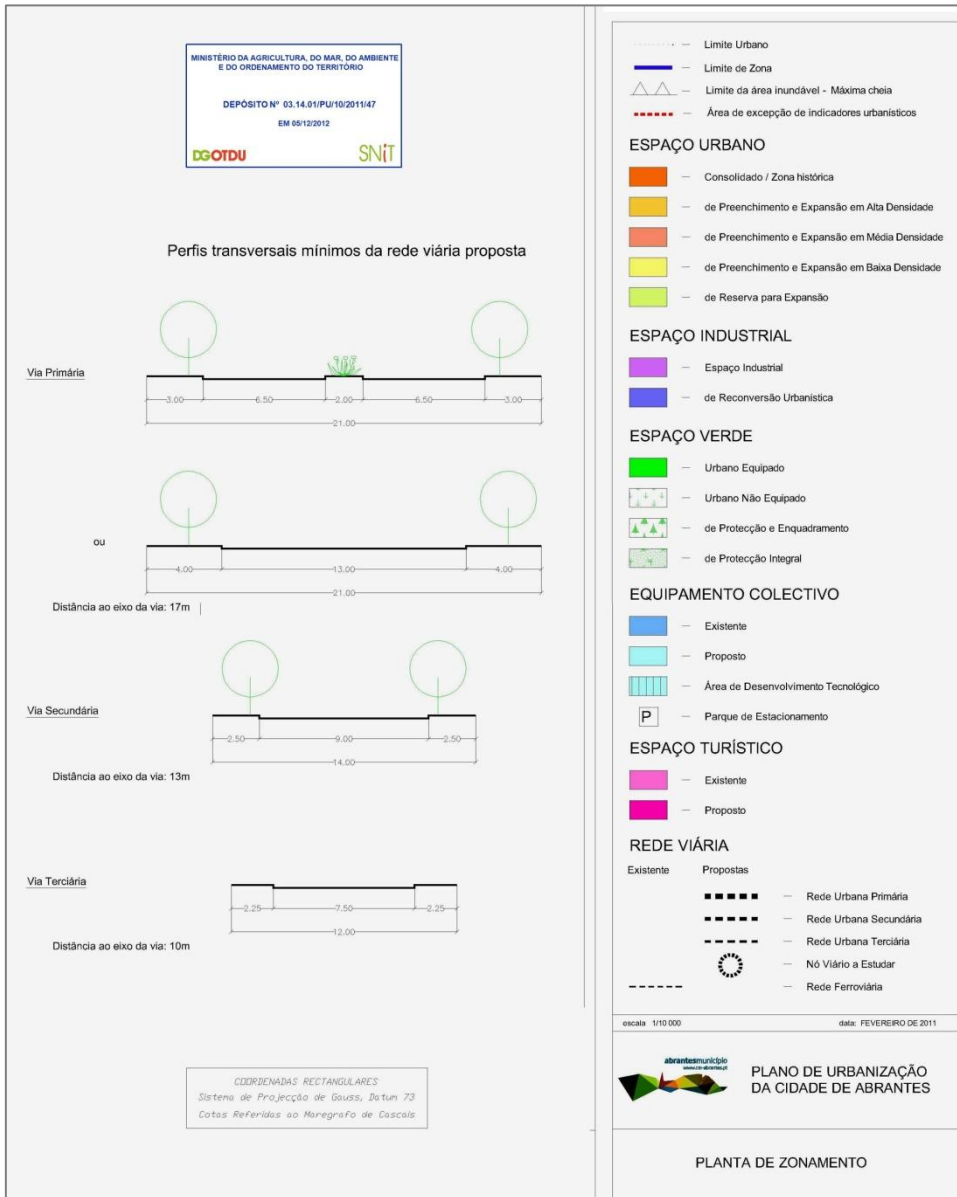 MINISTÉRIO DA AGRICULTURA, DO MAR, DO AMBIENTE
E DO ORDENAMENTO DO TERRITÓRIO
DEPÓSITO Nº 03.14.01/PU/10/2011/47
EM 05/12/2012
DGOTDU
SNiT
Perfis transversais mínimos da rede viária proposta
Via Primária
3.00 6.50 2.00 6.50 3.00
21.00
ou
4.00 13.00 4.00
21.00
Distância ao eixo da via: 17m
Via Secundária
2.50 9.00 2.50
14.00
Distância ao eixo da via: 13m
Via Terciária
2.25 7.50 2.25
12.00
Distância ao eixo da via: 10m
COORDENADAS RECTANGULARES
Sistema de Projecção de Gauss, Datum 73
Cotas Referidas ao Maregrafo de Cascais
Limite Urbano
Limite de Zona
Limite da área inundável - Máxima cheia
Área de excepção de indicadores urbanísticos
ESPAÇO URBANO
Consolidado / Zona histórica
de Preenchimento e Expansão em Alta Densidade
de Preenchimento e Expansão em Média Densidade
de Preenchimento e Expansão em Baixa Densidade
de Reserva para Expansão
ESPAÇO INDUSTRIAL
Espaço Industrial
de Reconversão Urbanística
ESPAÇO VERDE
Urbano Equipado
Urbano Não Equipado
de Protecção e Enquadramento
de Protecção Integral
EQUIPAMENTO COLECTIVO
Existente
Proposto
Área de Desenvolvimento Tecnológico
P Parque de Estacionamento
ESPAÇO TURÍSTICO
Existente
Proposto
REDE VIÁRIA
Existente Propostas
Rede Urbana Primária
Rede Urbana Secundária
Rede Urbana Terciária
Nó Viário a Estudar
Rede Ferroviária
escala 1/10 000 data: FEVEREIRO DE 2011
abrantesmunicípio
www.cm-abrantes.pt
PLANO DE URBANIZAÇÃO
DA CIDADE DE ABRANTES
PLANTA DE ZONAMENTO